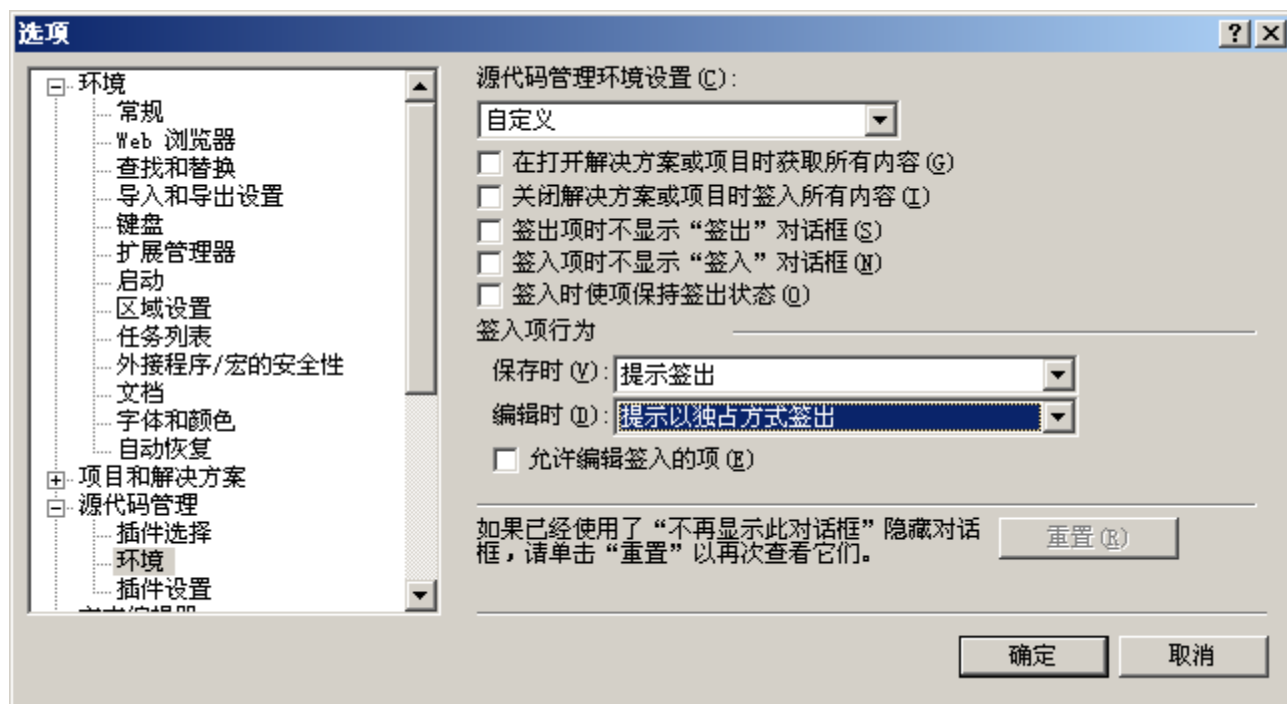 选项
环境
常规
Web 浏览器
查找和替换
导入和导出设置
键盘
扩展管理器
启动
区域设置
任务列表
外接程序/宏的安全性
文档
字体和颜色
自动恢复
项目和解决方案
源代码管理
插件选择
环境
插件设置
源代码管理环境设置(C):
自定义
在打开解决方案或项目时获取所有内容(G)
关闭解决方案或项目时签入所有内容(I)
签出项时不显示“签出”对话框(S)
签入项时不显示“签入”对话框(N)
签入时使项保持签出状态(O)
签入项行为
保存时(V): 提示签出
编辑时(D): 提示以独占方式签出
允许编辑签入的项(E)
如果已经使用了“不再显示此对话框”隐藏对话
框，请单击“重置”以再次查看它们。
重置(R)
确定
取消